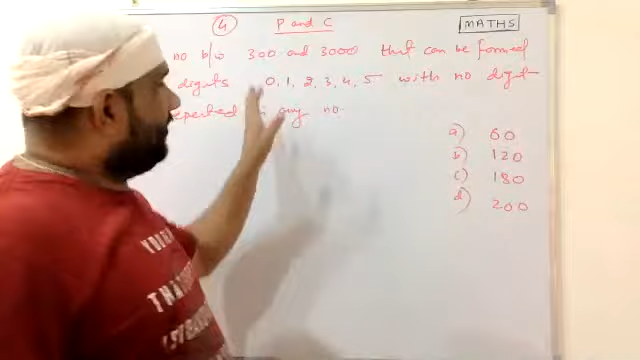 4 P and C MATHS
no b/w 300 and 3000 that can be formed
digits 0, 1, 2, 3, 4, 5 with no digit
repeated any no.
a) 60
b) 120
c) 180
d) 200